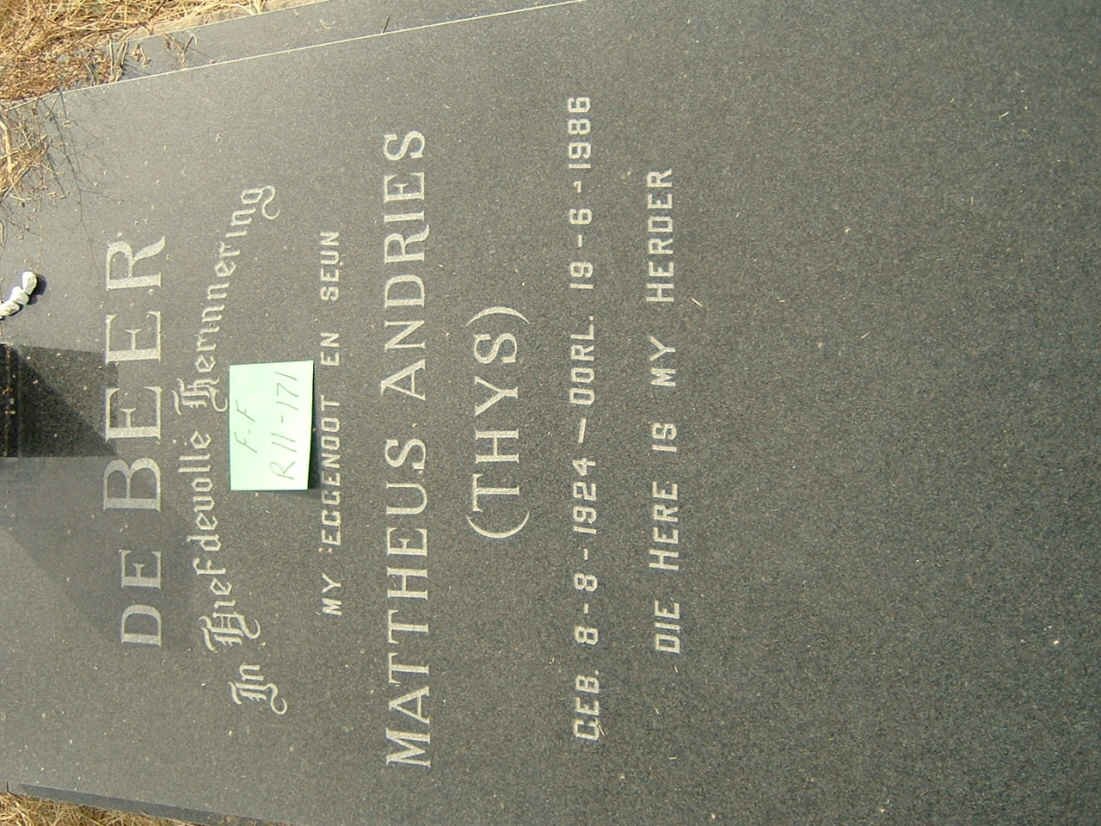 DE BEER
In Liefdevolle Herinnering
MY EGGENOOT EN SEUN
MATTHEUS ANDRIES
(THYS)
GEB. 8-8-1924 — OORL. 19-6-1986
DIE HERE IS MY HERDER
F.F
R11-171